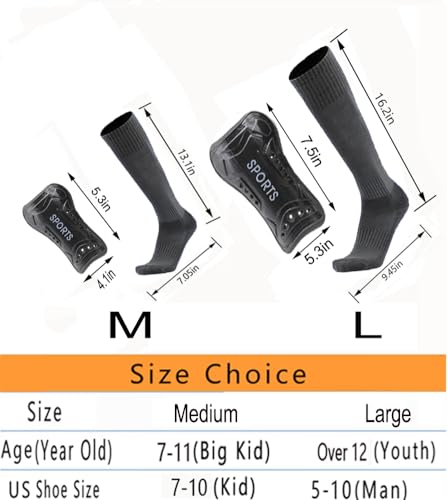 13.1in
16.2in
SPORTS
7.5in
5.3in
SPORTS
4.1in
5.3in
7.05in
9.45in
M L
Size Choice
Size Medium Large
Age(Year Old) 7-11(Big Kid) Over 12 (Youth)
US Shoe Size 7-10 (Kid) 5-10(Man)